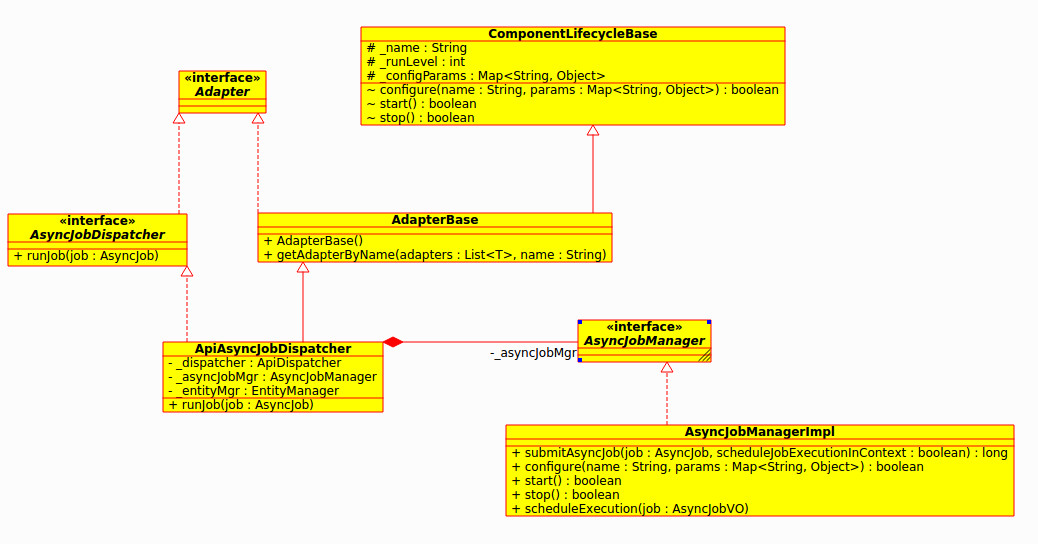 ComponentLifecycleBase
# _name : String
# _runLevel : int
# _configParams : Map<String, Object>
~ configure(name : String, params : Map<String, Object>) : boolean
~ start() : boolean
~ stop() : boolean
«interface»
Adapter
«interface»
AsyncJobDispatcher
+ runJob(job : AsyncJob)
AdapterBase
+ AdapterBase()
+ getAdapterByName(adapters : List<T>, name : String)
ApiAsyncJobDispatcher
- _dispatcher : ApiDispatcher
- _asyncJobMgr : AsyncJobManager
- _entityMgr : EntityManager
+ runJob(job : AsyncJob)
-_asyncJobMgr
«interface»
AsyncJobManager
AsyncJobManagerImpl
+ submitAsyncJob(job : AsyncJob, scheduleJobExecutionInContext : boolean) : long
+ configure(name : String, params : Map<String, Object>) : boolean
+ start() : boolean
+ stop() : boolean
+ scheduleExecution(job : AsyncJobVO)